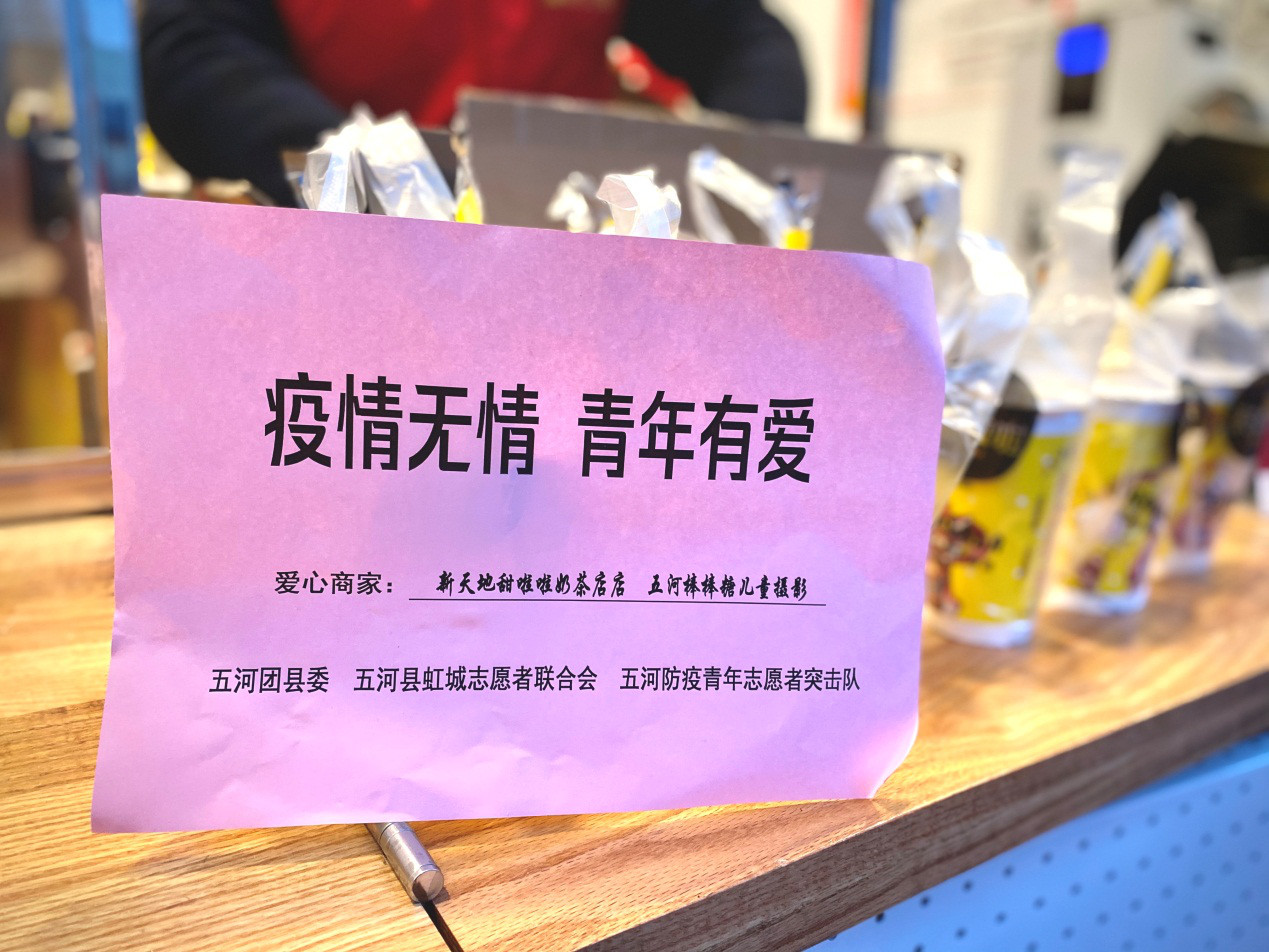 疫情无情 青年有爱
爱心商家： 新天地甜啦啦奶茶店店 五河棒棒糖儿童摄影
五河团县委 五河县虹城志愿者联合会 五河防疫青年志愿者突击队